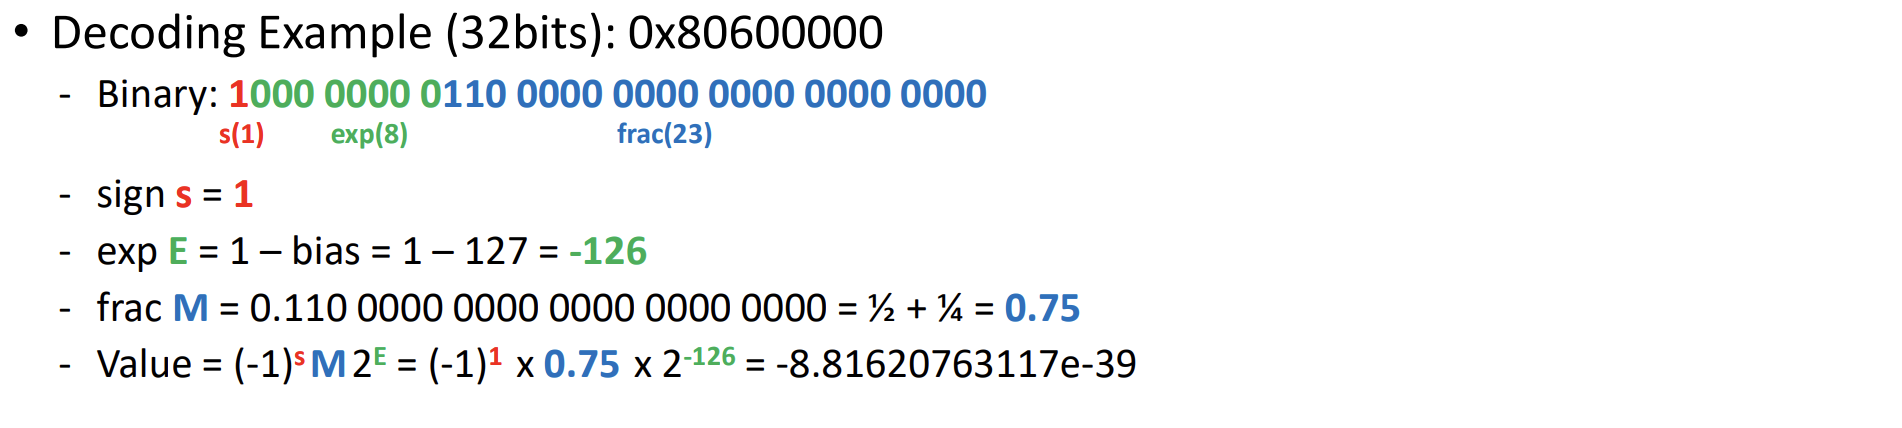 • Decoding Example (32bits): 0x80600000
- Binary: 1000 0000 0110 0000 0000 0000 0000 0000
s(1) exp(8) frac(23)
- sign s = 1
- exp E = 1 – bias = 1 – 127 = -126
- frac M = 0.110 0000 0000 0000 0000 0000 = ½ + ¼ = 0.75
- Value = (-1)ˢ M 2ᴱ = (-1)¹ x 0.75 x 2⁻¹²⁶ = -8.81620763117e-39